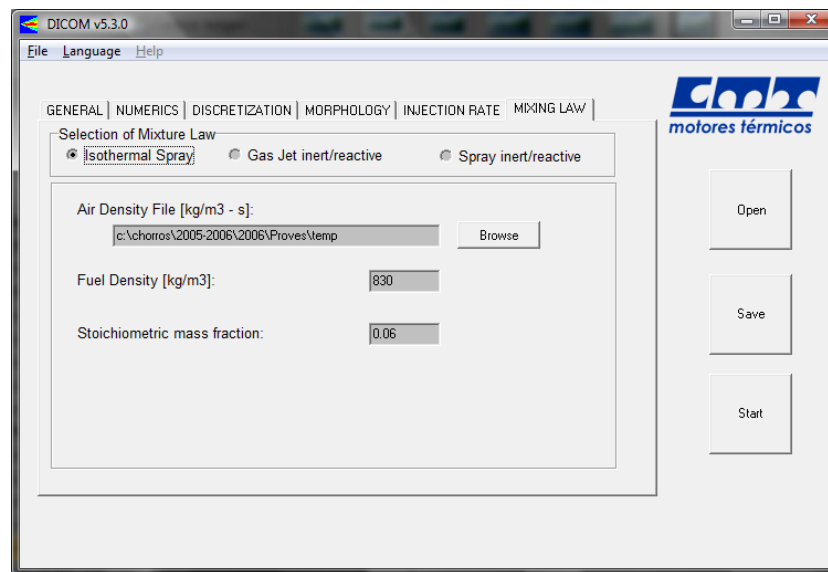 DICOM v5.3.0
File Language Help
GENERAL NUMERICS DISCRETIZATION MORPHOLOGY INJECTION RATE MIXING LAW
Selection of Mixture Law
Isothermal Spray Gas Jet inert/reactive Spray inert/reactive
Air Density File [kg/m3 - s]:
c:\chorros\2005-2006\2006\Proves\temp Browse
Fuel Density [kg/m3]: 830
Stoichiometric mass fraction: 0.06
cmt
motores térmicos
Open
Save
Start